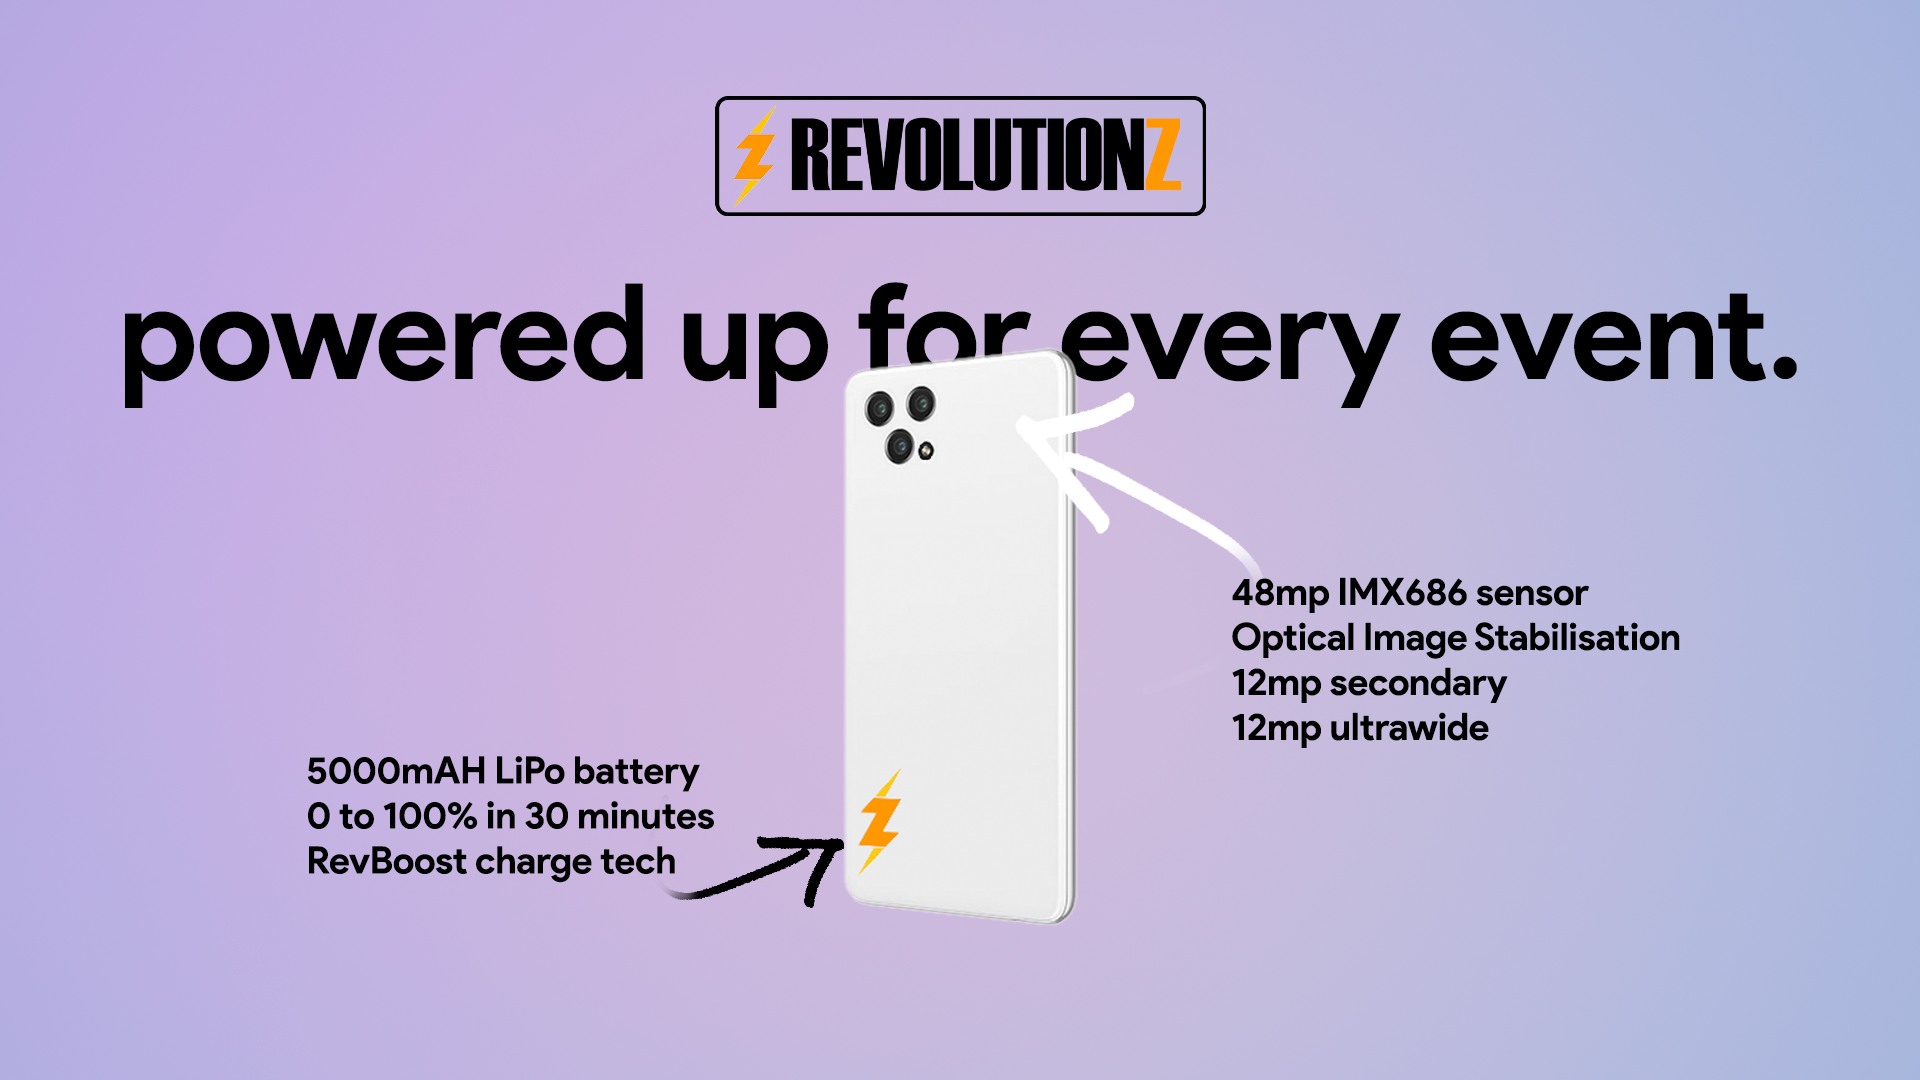 REVOLUTIONZ
powered up for every event.
48mp IMX686 sensor
Optical Image Stabilisation
12mp secondary
12mp ultrawide
5000mAH LiPo battery
0 to 100% in 30 minutes
RevBoost charge tech